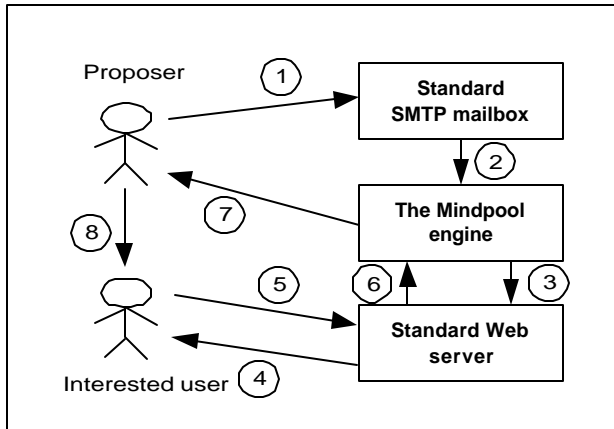 Proposer
1
Standard
SMTP mailbox
2
The Mindpool
engine
7
8
5
6
3
Standard Web
server
4
Interested user